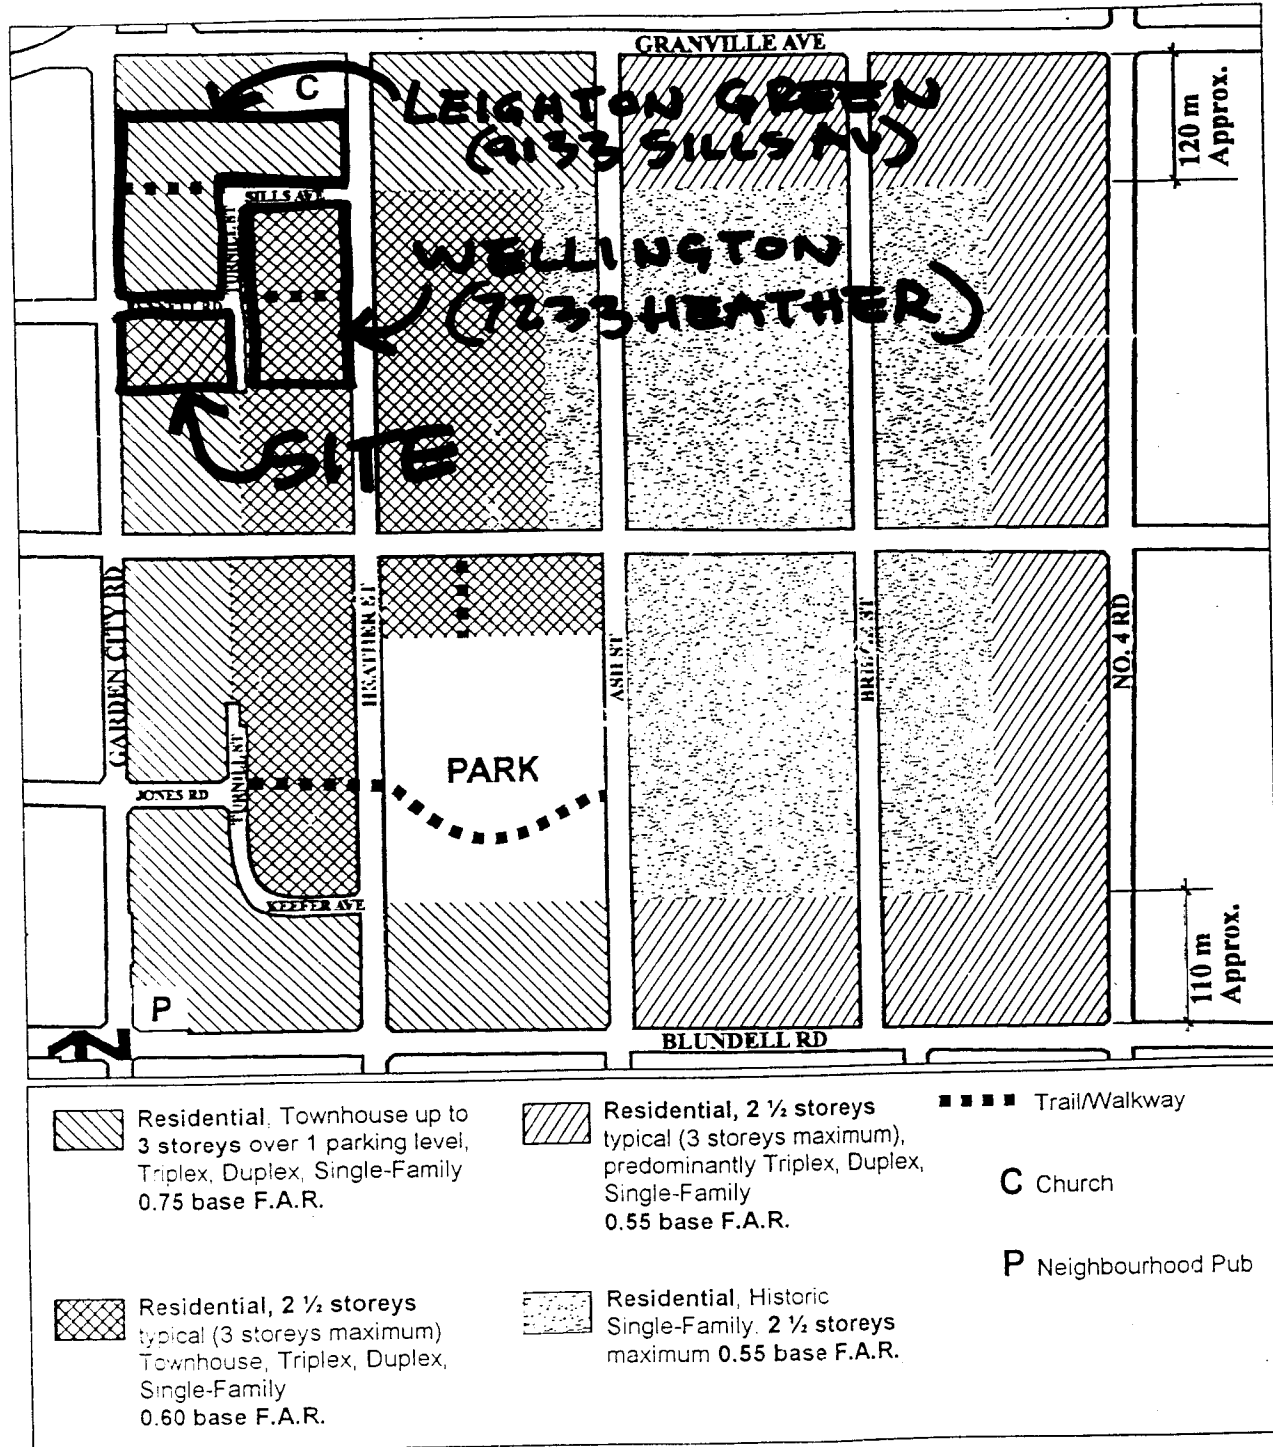 GRANVILLE AVE
C
LEIGHTON GREEN
(9133 SILLS AV)
120 m
Approx.
SILLS AVE
TURNILL ST
WELLINGTON
(7233 HEATHER)
SITE
GARDEN CITY RD
HEATHER ST
ASH ST
NO. 4 RD
PARK
JONES RD
TURNILL ST
KEEFER AVE
110 m
Approx.
P
N
BLUNDELL RD
Residential, Townhouse up to
3 storeys over 1 parking level,
Triplex, Duplex, Single-Family
0.75 base F.A.R.
Residential, 2 ½ storeys
typical (3 storeys maximum),
predominantly Triplex, Duplex,
Single-Family
0.55 base F.A.R.
Trail/Walkway
C Church
P Neighbourhood Pub
Residential, 2 ½ storeys
typical (3 storeys maximum)
Townhouse, Triplex, Duplex,
Single-Family
0.60 base F.A.R.
Residential, Historic
Single-Family. 2 ½ storeys
maximum 0.55 base F.A.R.